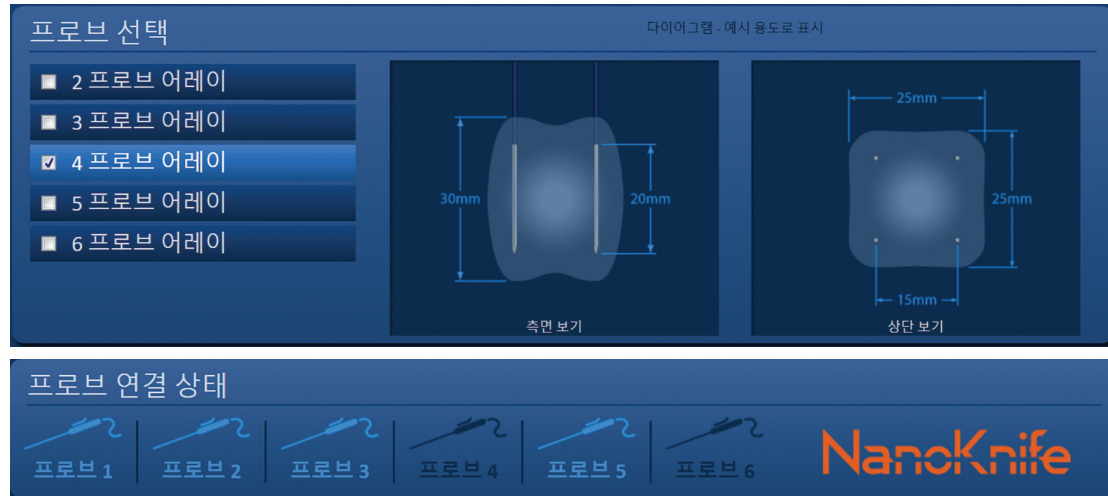 프로브 선택
다이어그램 - 예시 용도로 표시
2 프로브 어레이
3 프로브 어레이
4 프로브 어레이
5 프로브 어레이
6 프로브 어레이
30mm
20mm
측면 보기
25mm
25mm
15mm
상단 보기
프로브 연결 상태
프로브 1
프로브 2
프로브 3
프로브 4
프로브 5
프로브 6
NanoKnife